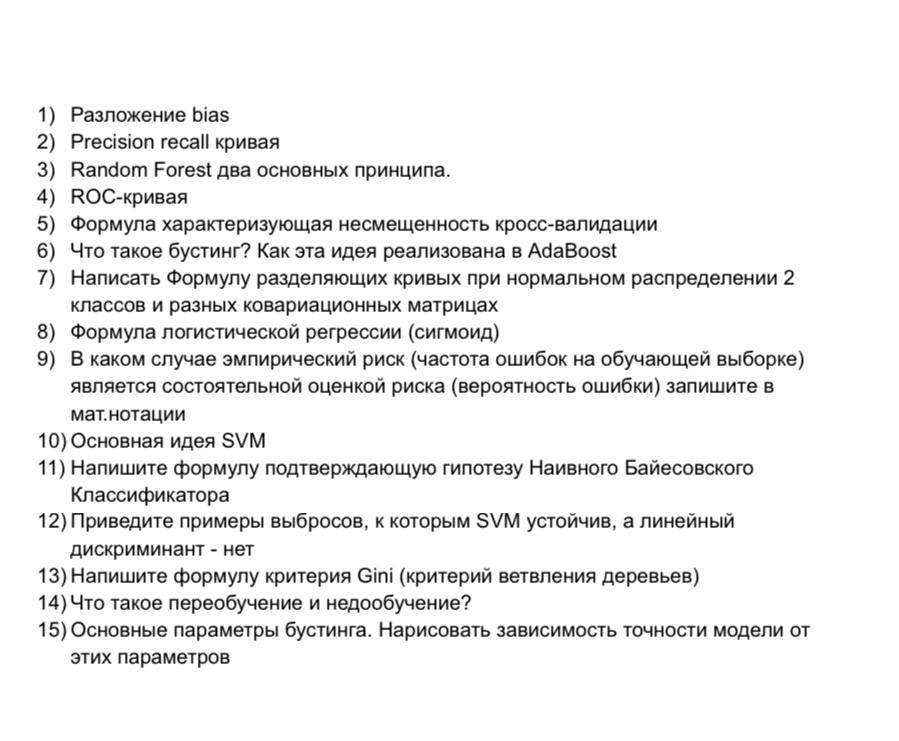 1) Разложение bias
2) Precision recall кривая
3) Random Forest два основных принципа.
4) ROC-кривая
5) Формула характеризующая несмещенность кросс-валидации
6) Что такое бустинг? Как эта идея реализована в AdaBoost
7) Написать Формулу разделяющих кривых при нормальном распределении 2
классов и разных ковариационных матрицах
8) Формула логистической регрессии (сигмоид)
9) В каком случае эмпирический риск (частота ошибок на обучающей выборке)
является состоятельной оценкой риска (вероятность ошибки) запишите в
мат.нотации
10) Основная идея SVM
11) Напишите формулу подтверждающую гипотезу Наивного Байесовского
Классификатора
12) Приведите примеры выбросов, к которым SVM устойчив, а линейный
дискриминант - нет
13) Напишите формулу критерия Gini (критерий ветвления деревьев)
14) Что такое переобучение и недообучение?
15) Основные параметры бустинга. Нарисовать зависимость точности модели от
этих параметров